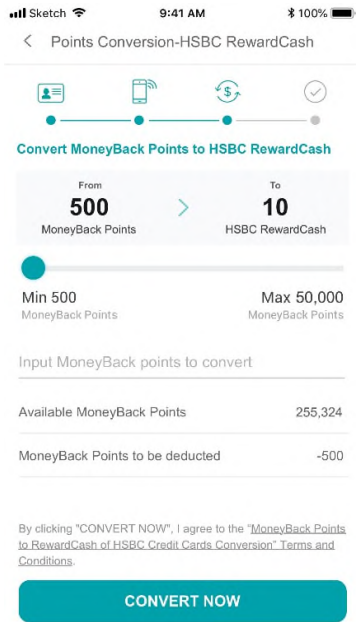 Sketch 9:41 AM 100%
Points Conversion-HSBC RewardCash
$
Convert MoneyBack Points to HSBC RewardCash
From To
500 > 10
MoneyBack Points HSBC RewardCash
Min 500 Max 50,000
MoneyBack Points MoneyBack Points
Input MoneyBack points to convert
Available MoneyBack Points 255,324
MoneyBack Points to be deducted -500
By clicking "CONVERT NOW", I agree to the "MoneyBack Points
to RewardCash of HSBC Credit Cards Conversion" Terms and
Conditions.
CONVERT NOW